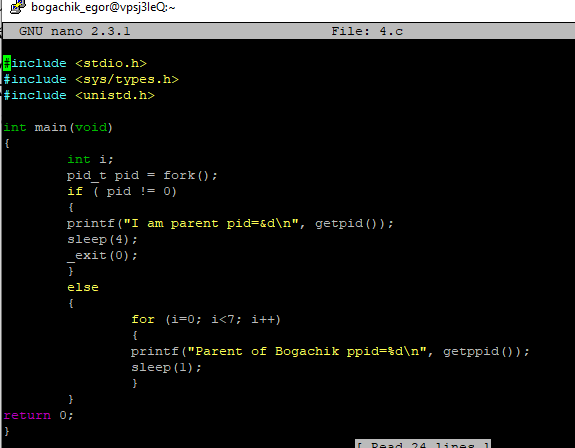 bogachik_egor@vpsj3leQ:~
GNU nano 2.3.1 File: 4.c
#include <stdio.h>
#include <sys/types.h>
#include <unistd.h>
int main(void)
{
int i;
pid_t pid = fork();
if ( pid != 0)
{
printf("I am parent pid=&d\n", getpid());
sleep(4);
_exit(0);
}
else
{
for (i=0; i<7; i++)
{
printf("Parent of Bogachik ppid=%d\n", getppid());
sleep(1);
}
}
return 0;
}
[ Read 24 lines ]